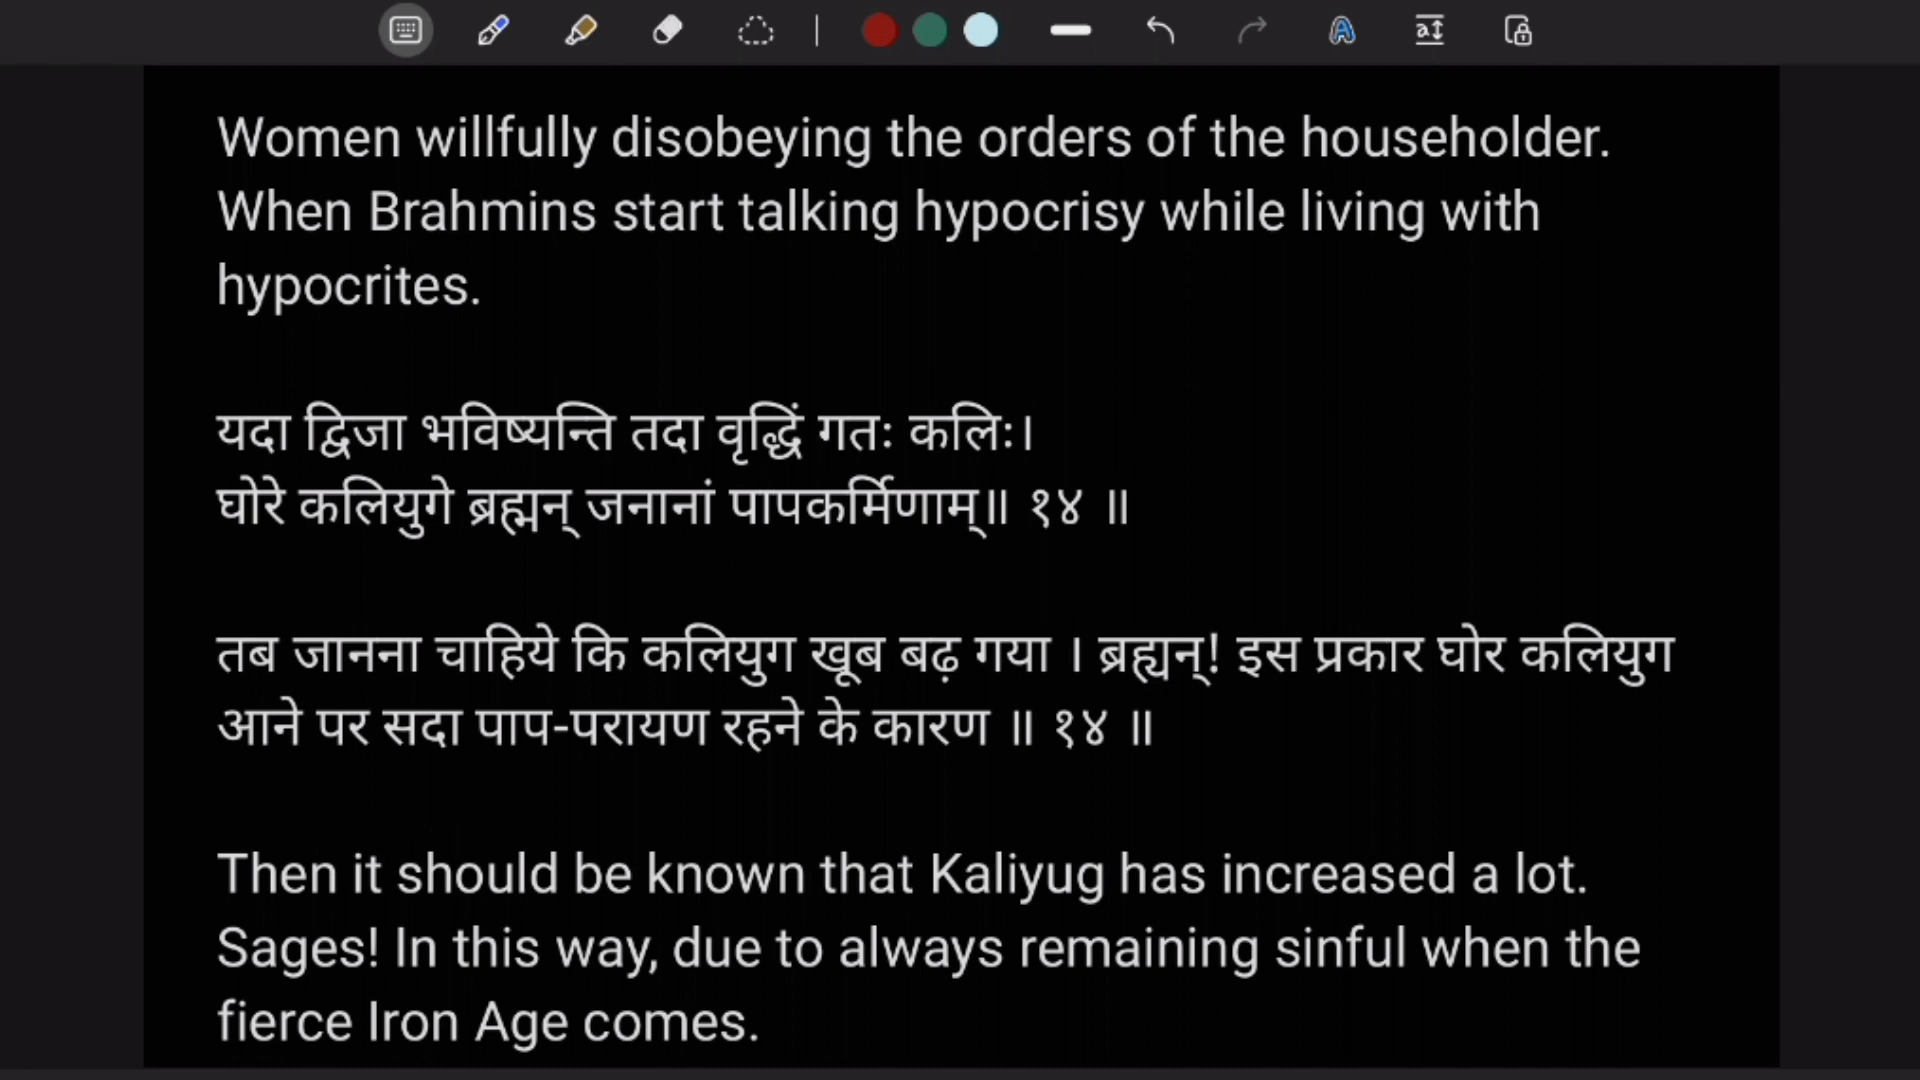 Women willfully disobeying the orders of the householder.
When Brahmins start talking hypocrisy while living with
hypocrites.
यदा द्विजा भविष्यन्ति तदा वृद्धिं गतः कलिः।
घोरे कलियुगे ब्रह्मन् जनानां पापकर्मिणाम्॥ १४ ॥
तब जानना चाहिये कि कलियुग खूब बढ़ गया । ब्रह्यन्! इस प्रकार घोर कलियुग
आने पर सदा पाप-परायण रहने के कारण ॥ १४ ॥
Then it should be known that Kaliyug has increased a lot.
Sages! In this way, due to always remaining sinful when the
fierce Iron Age comes.